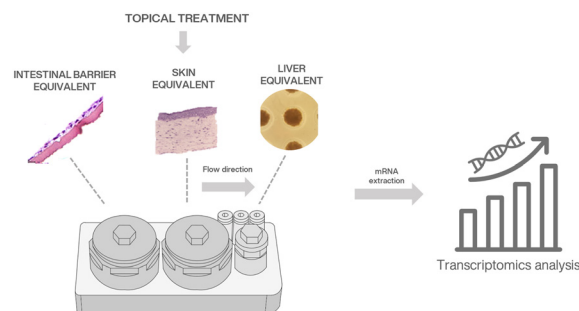 TOPICAL TREATMENT
INTESTINAL BARRIER
EQUIVALENT
SKIN
EQUIVALENT
LIVER
EQUIVALENT
Flow direction
mRNA
extraction
Transcriptomics analysis